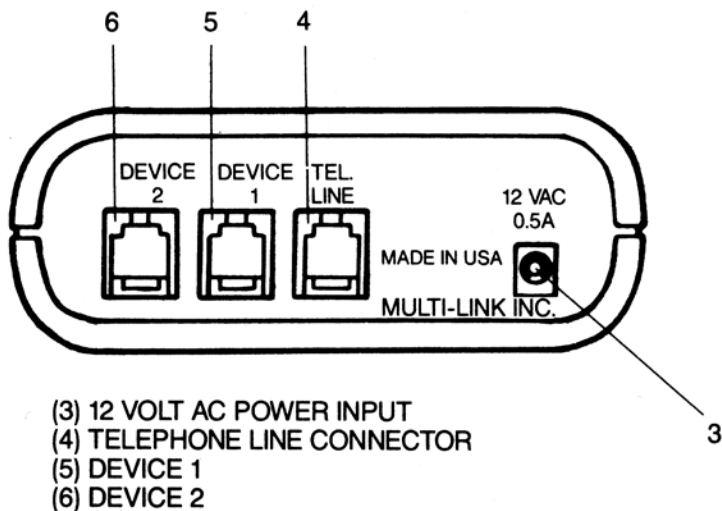 6 5 4
DEVICE 2
DEVICE 1
TEL. LINE
12 VAC
0.5A
MADE IN USA
MULTI-LINK INC.
3
(3) 12 VOLT AC POWER INPUT
(4) TELEPHONE LINE CONNECTOR
(5) DEVICE 1
(6) DEVICE 2